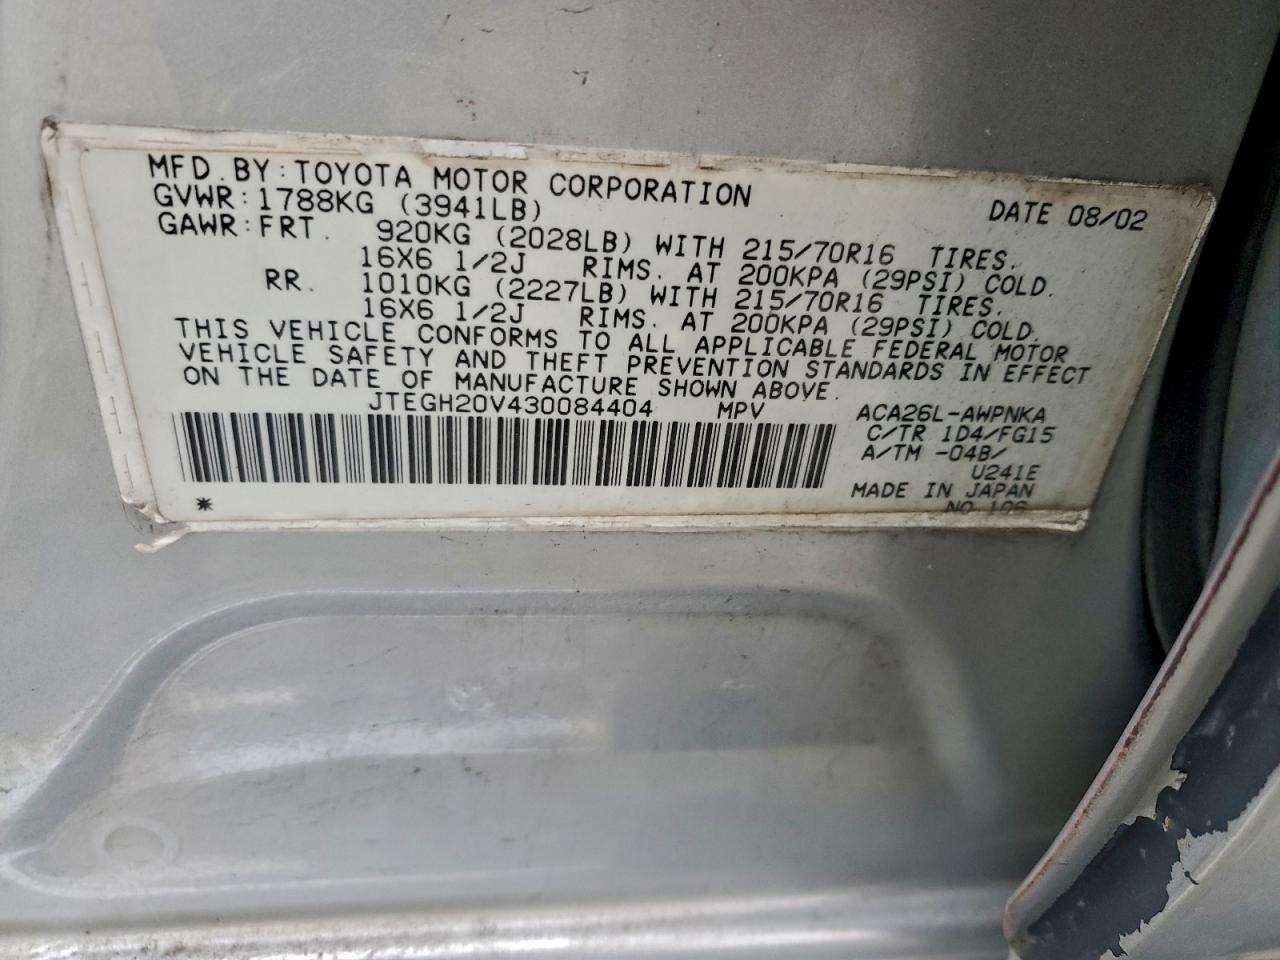 MFD. BY: TOYOTA MOTOR CORPORATION DATE 08/02
GVWR: 1788KG (3941LB)
GAWR: FRT. 920KG (2028LB) WITH 215/70R16 TIRES.
16X6 1/2J RIMS. AT 200KPA (29PSI) COLD.
RR. 1010KG (2227LB) WITH 215/70R16 TIRES.
16X6 1/2J RIMS. AT 200KPA (29PSI) COLD.
THIS VEHICLE CONFORMS TO ALL APPLICABLE FEDERAL MOTOR
VEHICLE SAFETY AND THEFT PREVENTION STANDARDS IN EFFECT
ON THE DATE OF MANUFACTURE SHOWN ABOVE.
JTEGH20V430084404 MPV ACA26L-AWPNKA
C/TR 1D4/FG15
A/TM -04B/
U241E
MADE IN JAPAN
* NO.106